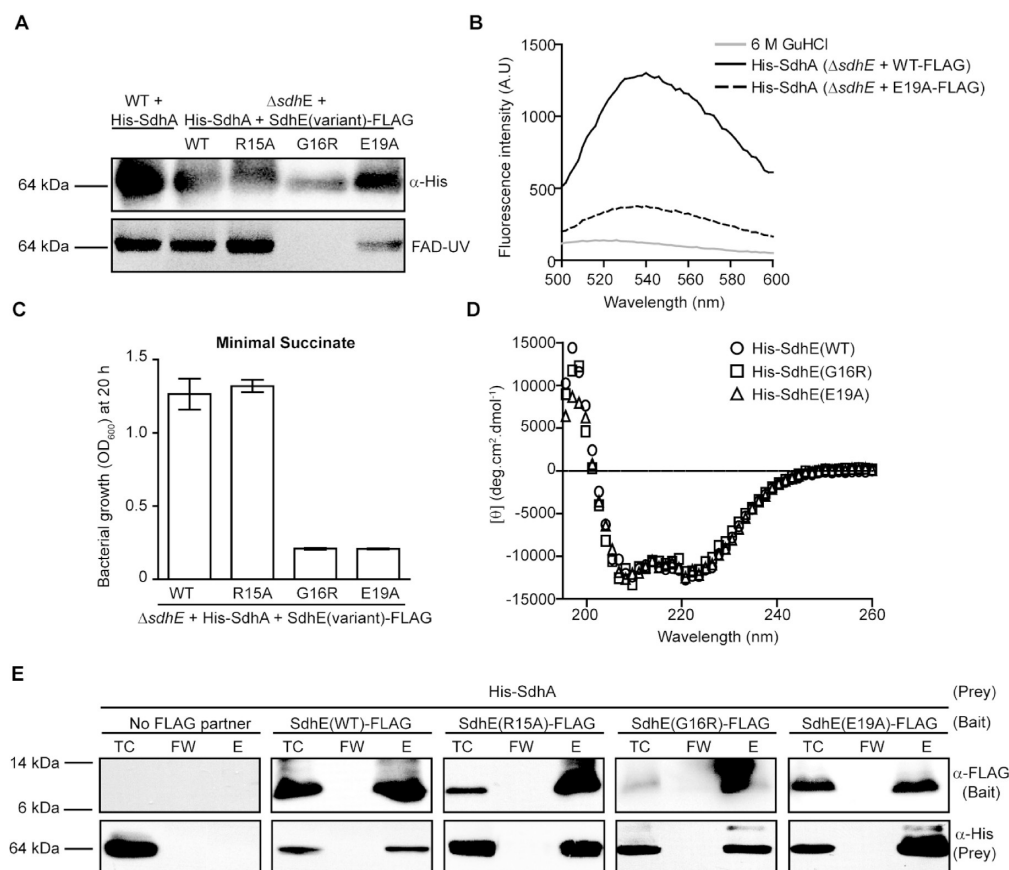 A
WT +
His-SdhA
ΔsdhE +
His-SdhA + SdhE(variant)-FLAG
WT R15A G16R E19A
64 kDa α-His
64 kDa FAD-UV
B
Fluorescence intensity (A.U)
1500
1000
500
0
500 520 540 560 580 600
Wavelength (nm)
6 M GuHCl
His-SdhA (ΔsdhE + WT-FLAG)
His-SdhA (ΔsdhE + E19A-FLAG)
C
Minimal Succinate
Bacterial growth (OD600) at 20 h
1.5
1.0
0.5
0
WT R15A G16R E19A
ΔsdhE + His-SdhA + SdhE(variant)-FLAG
D
[θ] (deg.cm2.dmol-1)
15000
10000
5000
0
-5000
-10000
-15000
200 220 240 260
Wavelength (nm)
His-SdhE(WT)
His-SdhE(G16R)
His-SdhE(E19A)
E
His-SdhA (Prey)
No FLAG partner SdhE(WT)-FLAG SdhE(R15A)-FLAG SdhE(G16R)-FLAG SdhE(E19A)-FLAG (Bait)
TC FW E TC FW E TC FW E TC FW E TC FW E
14 kDa
6 kDa
α-FLAG
(Bait)
64 kDa
α-His
(Prey)